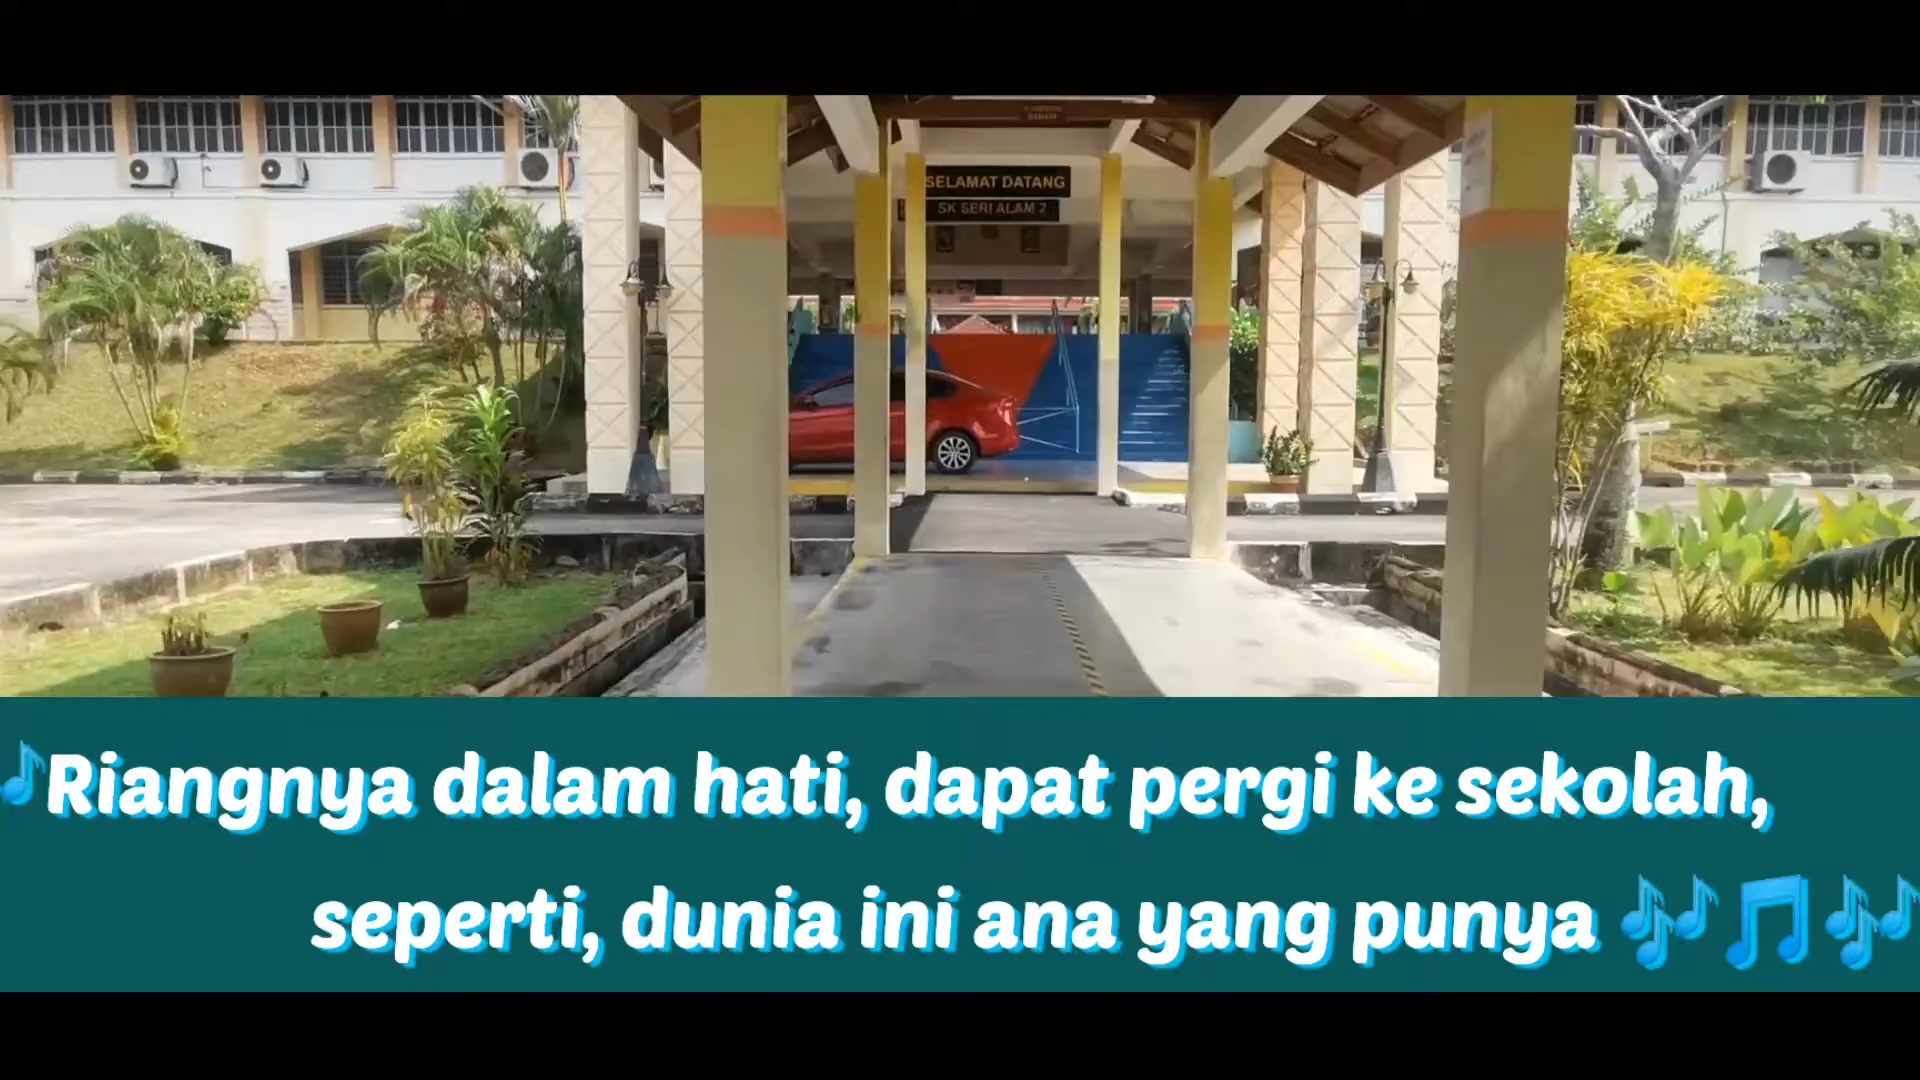 SELAMAT DATANG
SK SERI ALAM 2
🎵Riangnya dalam hati, dapat pergi ke sekolah,
seperti, dunia ini ana yang punya 🎶🎵🎶